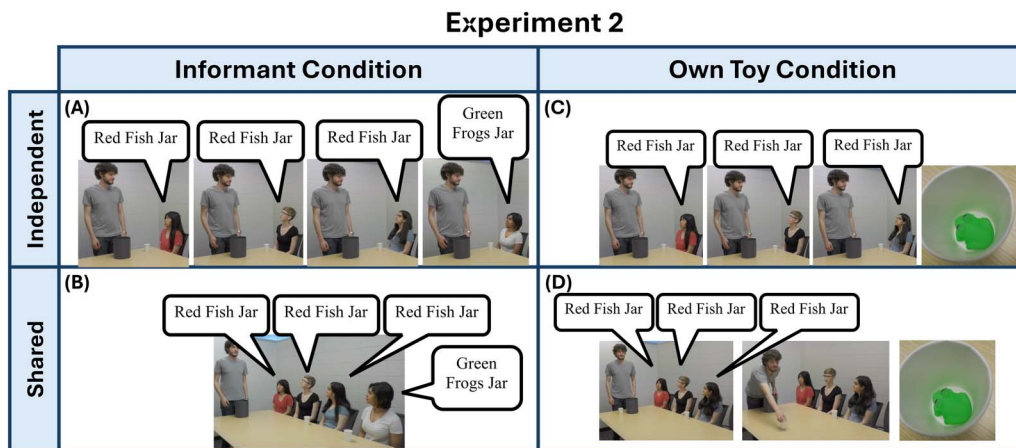 Experiment 2
Informant Condition
Own Toy Condition
Independent
(A)
Red Fish Jar
Red Fish Jar
Red Fish Jar
Green
Frogs Jar
(C)
Red Fish Jar
Red Fish Jar
Red Fish Jar
Shared
(B)
Red Fish Jar
Red Fish Jar
Red Fish Jar
Green
Frogs Jar
(D)
Red Fish Jar
Red Fish Jar
Red Fish Jar